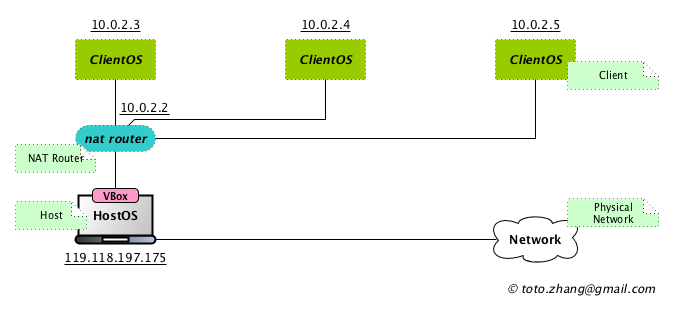 10.0.2.3
10.0.2.4
10.0.2.5
ClientOS
ClientOS
ClientOS
Client
10.0.2.2
nat router
NAT Router
VBox
HostOS
Host
Physical
Network
Network
119.118.197.175
© toto.zhang@gmail.com